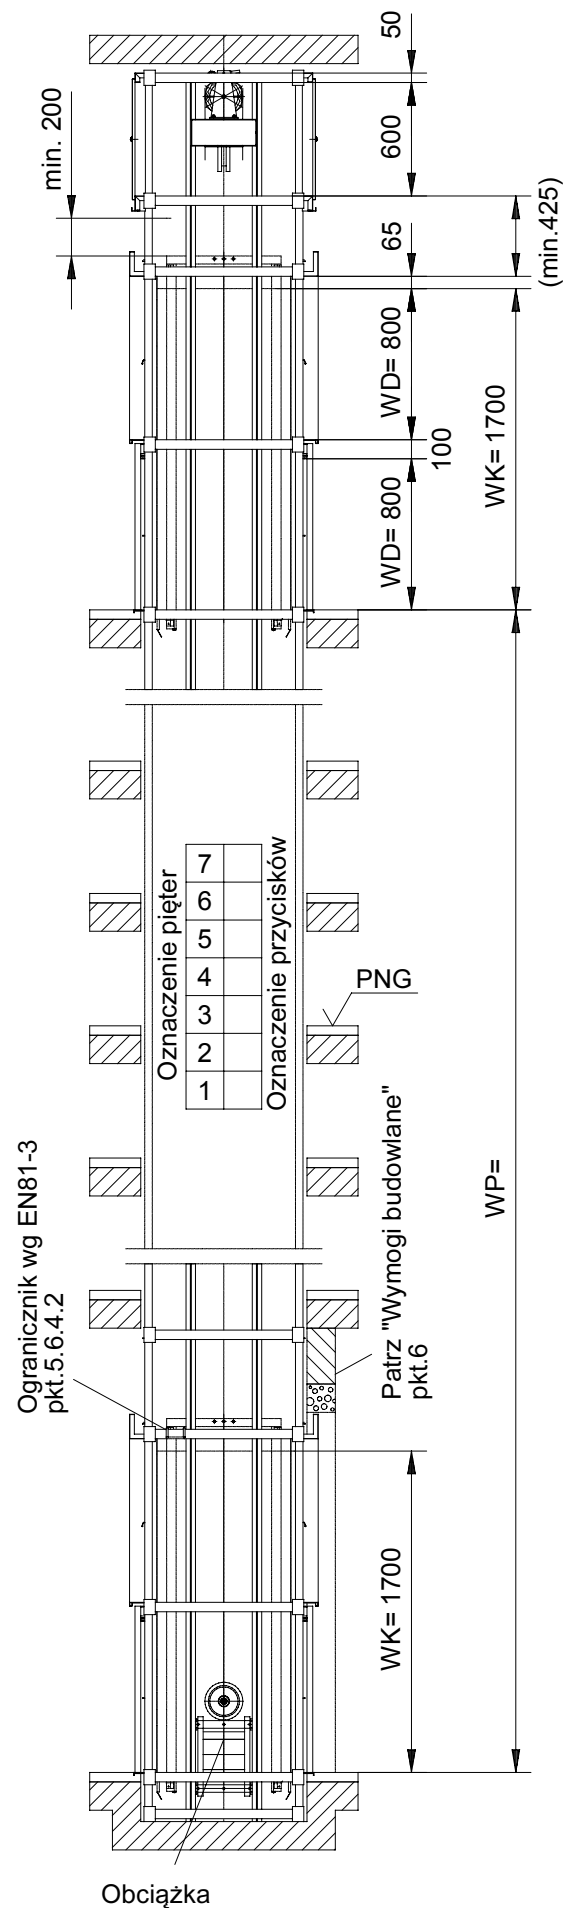 50
min. 200
600
65
(min.425)
WD= 800
100
WK= 1700
WD= 800
Oznaczenie pięter
7
6
5
4
3
2
1
Oznaczenie przycisków
PNG
WP=
Ogranicznik wg EN81-3
pkt.5.6.4.2
Patrz "Wymogi budowlane"
pkt.6
WK= 1700
Obciążka